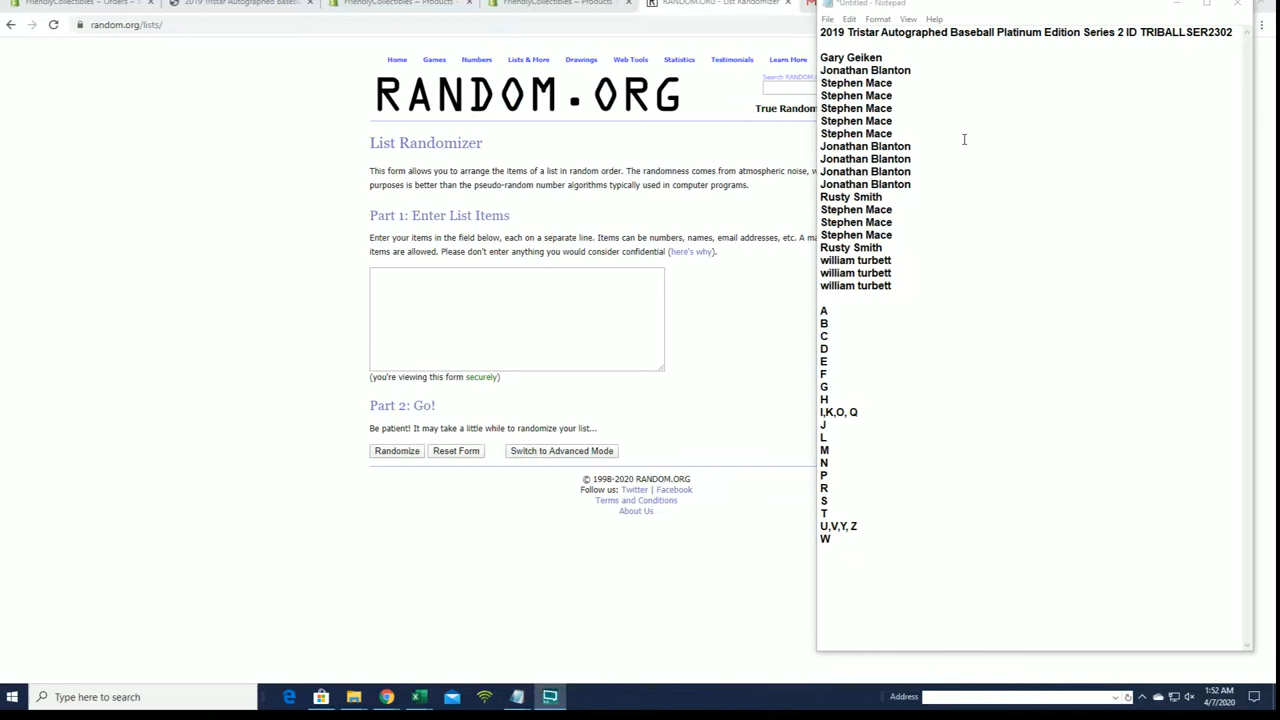 FriendlyCollectibles - Orders -
2019 Tristar Autographed Baseb
FriendlyCollectibles - Products -
FriendlyCollectibles - Products -
RANDOM.ORG - List Randomizer
random.org/lists/
Home Games Numbers Lists & More Drawings Web Tools Statistics Testimonials Learn More
Search RANDOM
RANDOM.ORG
True Random
List Randomizer
This form allows you to arrange the items of a list in random order. The randomness comes from atmospheric noise,
purposes is better than the pseudo-random number algorithms typically used in computer programs.
Part 1: Enter List Items
Enter your items in the field below, each on a separate line. Items can be numbers, names, email addresses, etc. A
items are allowed. Please don't enter anything you would consider confidential (here's why).
(you're viewing this form securely)
Part 2: Go!
Be patient! It may take a little while to randomize your list...
Randomize Reset Form Switch to Advanced Mode
© 1998-2020 RANDOM.ORG
Follow us: Twitter | Facebook
Terms and Conditions
About Us
*Untitled - Notepad
File Edit Format View Help
2019 Tristar Autographed Baseball Platinum Edition Series 2 ID TRIBALLSER2302
Gary Geiken
Jonathan Blanton
Stephen Mace
Stephen Mace
Stephen Mace
Stephen Mace
Stephen Mace
Jonathan Blanton
Jonathan Blanton
Jonathan Blanton
Jonathan Blanton
Rusty Smith
Stephen Mace
Stephen Mace
Stephen Mace
Rusty Smith
william turbett
william turbett
william turbett
A
B
C
D
E
F
G
H
I,K,O, Q
J
L
M
N
P
R
S
T
U,V,Y, Z
W
Type here to search
Address
1:52 AM
4/7/2020